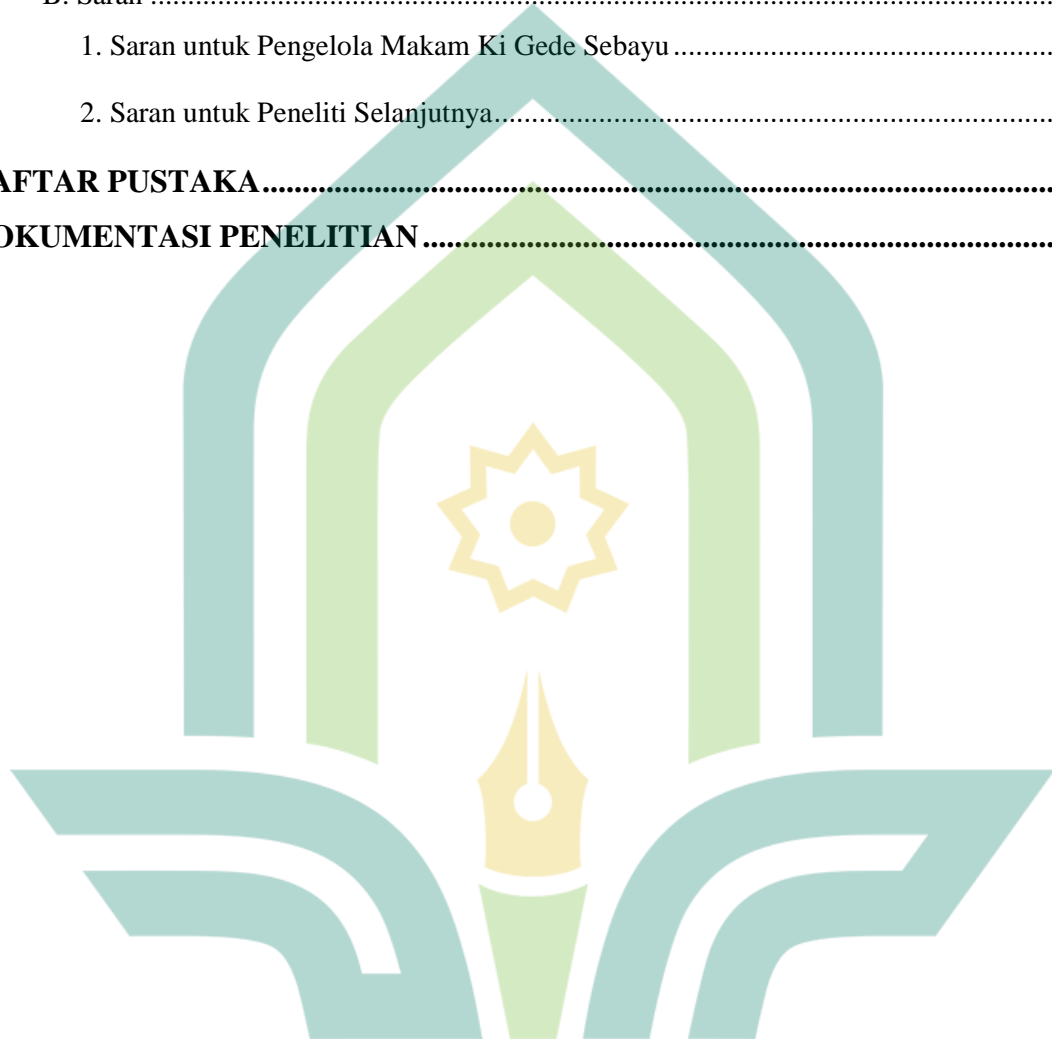 B. Saran ........................................................................................................................
1. Saran untuk Pengelola Makam Ki Gede Sebayu ...................................................
2. Saran untuk Peneliti Selanjutnya...........................................................................
AFTAR PUSTAKA....................................................................................................
OKUMENTASI PENELITIAN ................................................................................